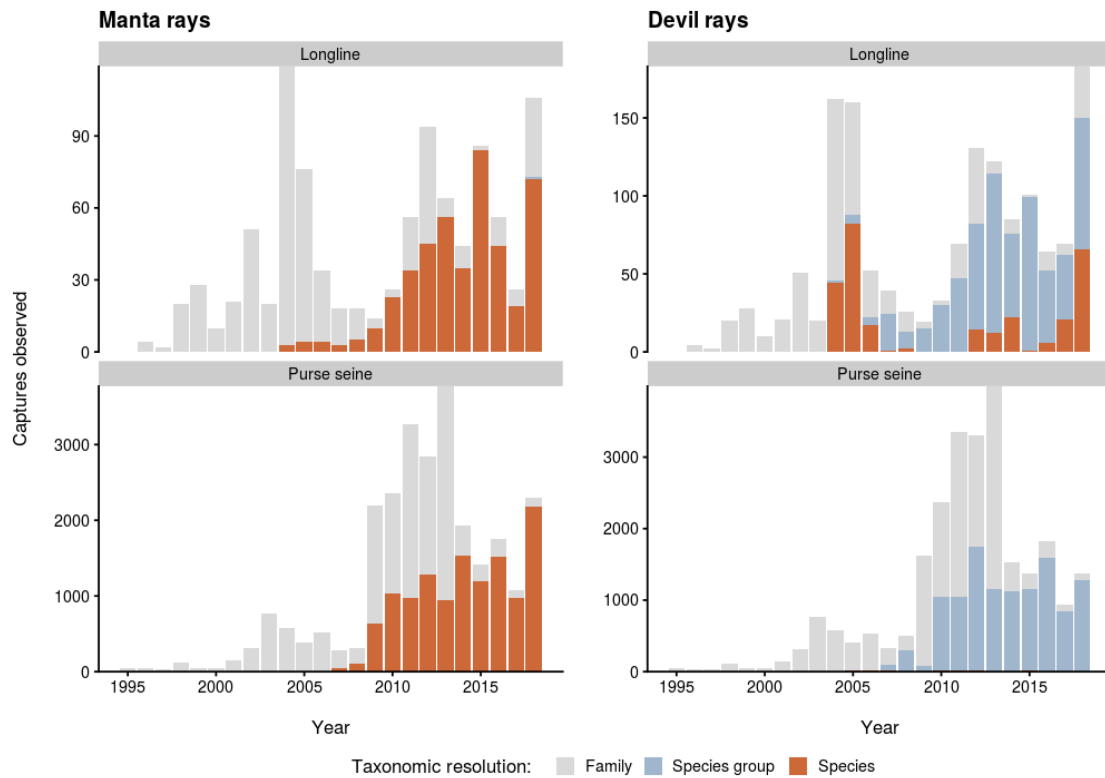 Manta rays
Devil rays
Longline
Longline
90
60
30
0
150
100
50
0
Captures observed
Purse seine
Purse seine
3000
2000
1000
0
3000
2000
1000
0
1995 2000 2005 2010 2015
1995 2000 2005 2010 2015
Year
Year
Taxonomic resolution: Family Species group Species